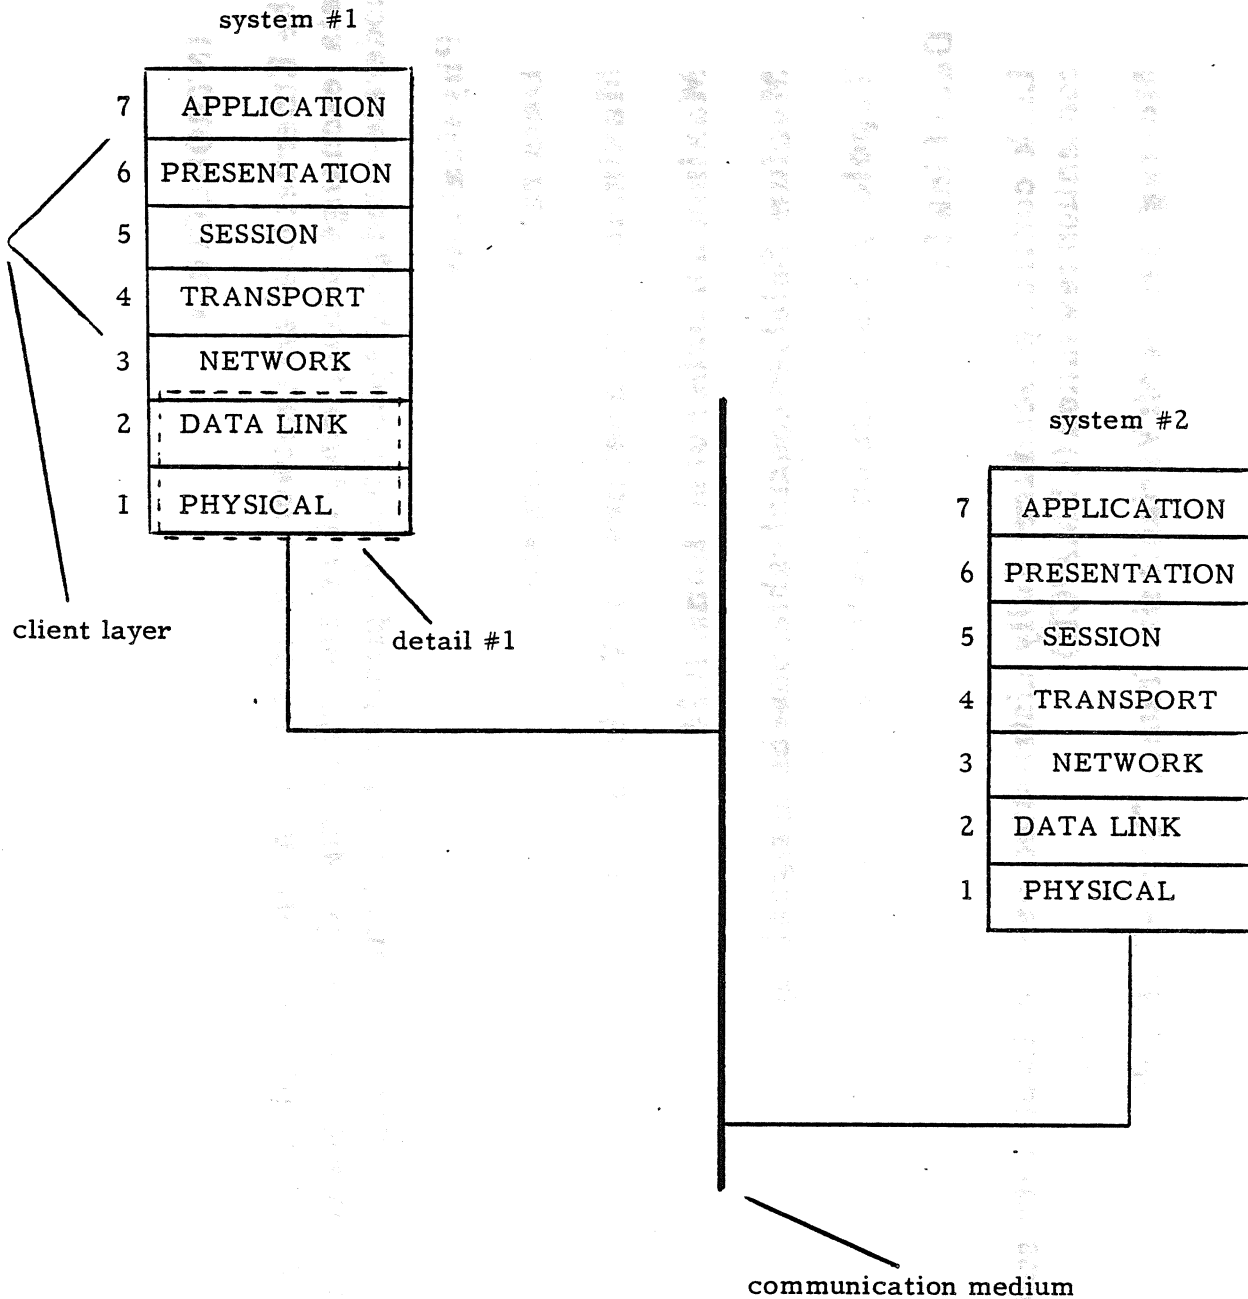 system #1
7 APPLICATION
6 PRESENTATION
5 SESSION
4 TRANSPORT
3 NETWORK
2 DATA LINK
1 PHYSICAL
client layer
detail #1
system #2
7 APPLICATION
6 PRESENTATION
5 SESSION
4 TRANSPORT
3 NETWORK
2 DATA LINK
1 PHYSICAL
communication medium